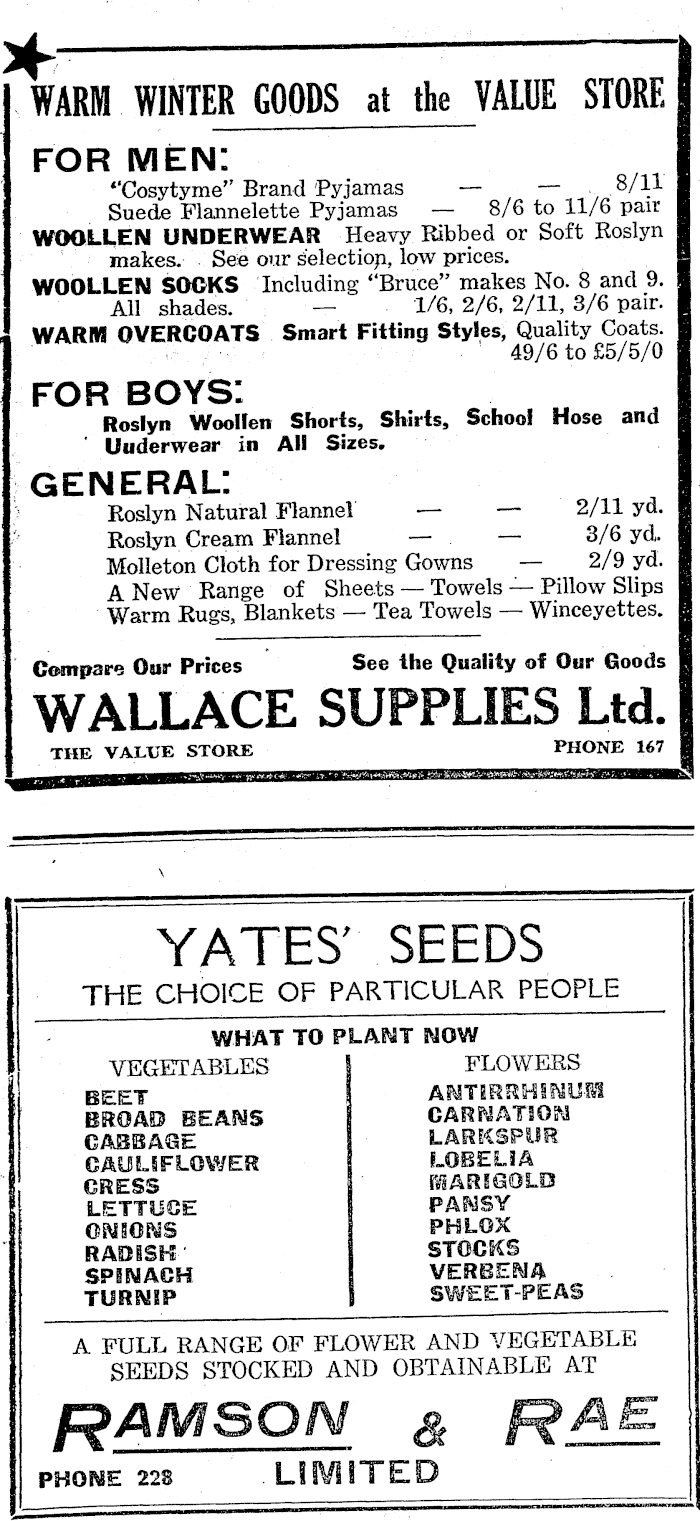 WARM WINTER GOODS at the VALUE STORE
FOR MEN:
"Cosytyme" Brand Pyjamas — — 8/11
Suede Flannelette Pyjamas — 8/6 to 11/6 pair
WOOLLEN UNDERWEAR Heavy Ribbed or Soft Roslyn
makes. See our selection, low prices.
WOOLLEN SOCKS Including "Bruce" makes No. 8 and 9.
All shades. — 1/6, 2/6, 2/11, 3/6 pair.
WARM OVERCOATS Smart Fitting Styles, Quality Coats.
49/6 to £5/5/0
FOR BOYS:
Roslyn Woollen Shorts, Shirts, School Hose and
Uuderwear in All Sizes.
GENERAL:
Roslyn Natural Flannel — — 2/11 yd.
Roslyn Cream Flannel — — 3/6 yd.
Molleton Cloth for Dressing Gowns — 2/9 yd.
A New Range of Sheets — Towels — Pillow Slips
Warm Rugs, Blankets — Tea Towels — Winceyettes.
Compare Our Prices See the Quality of Our Goods
WALLACE SUPPLIES Ltd.
THE VALUE STORE PHONE 167
YATES' SEEDS
THE CHOICE OF PARTICULAR PEOPLE
WHAT TO PLANT NOW
VEGETABLES
BEET
BROAD BEANS
CABBAGE
CAULIFLOWER
CRESS
LETTUCE
ONIONS
RADISH
SPINACH
TURNIP
FLOWERS
ANTIRRHINUM
CARNATION
LARKSPUR
LOBELIA
MARIGOLD
PANSY
PHLOX
STOCKS
VERBENA
SWEET-PEAS
A FULL RANGE OF FLOWER AND VEGETABLE
SEEDS STOCKED AND OBTAINABLE AT
RAMSON & RAE
PHONE 228 LIMITED